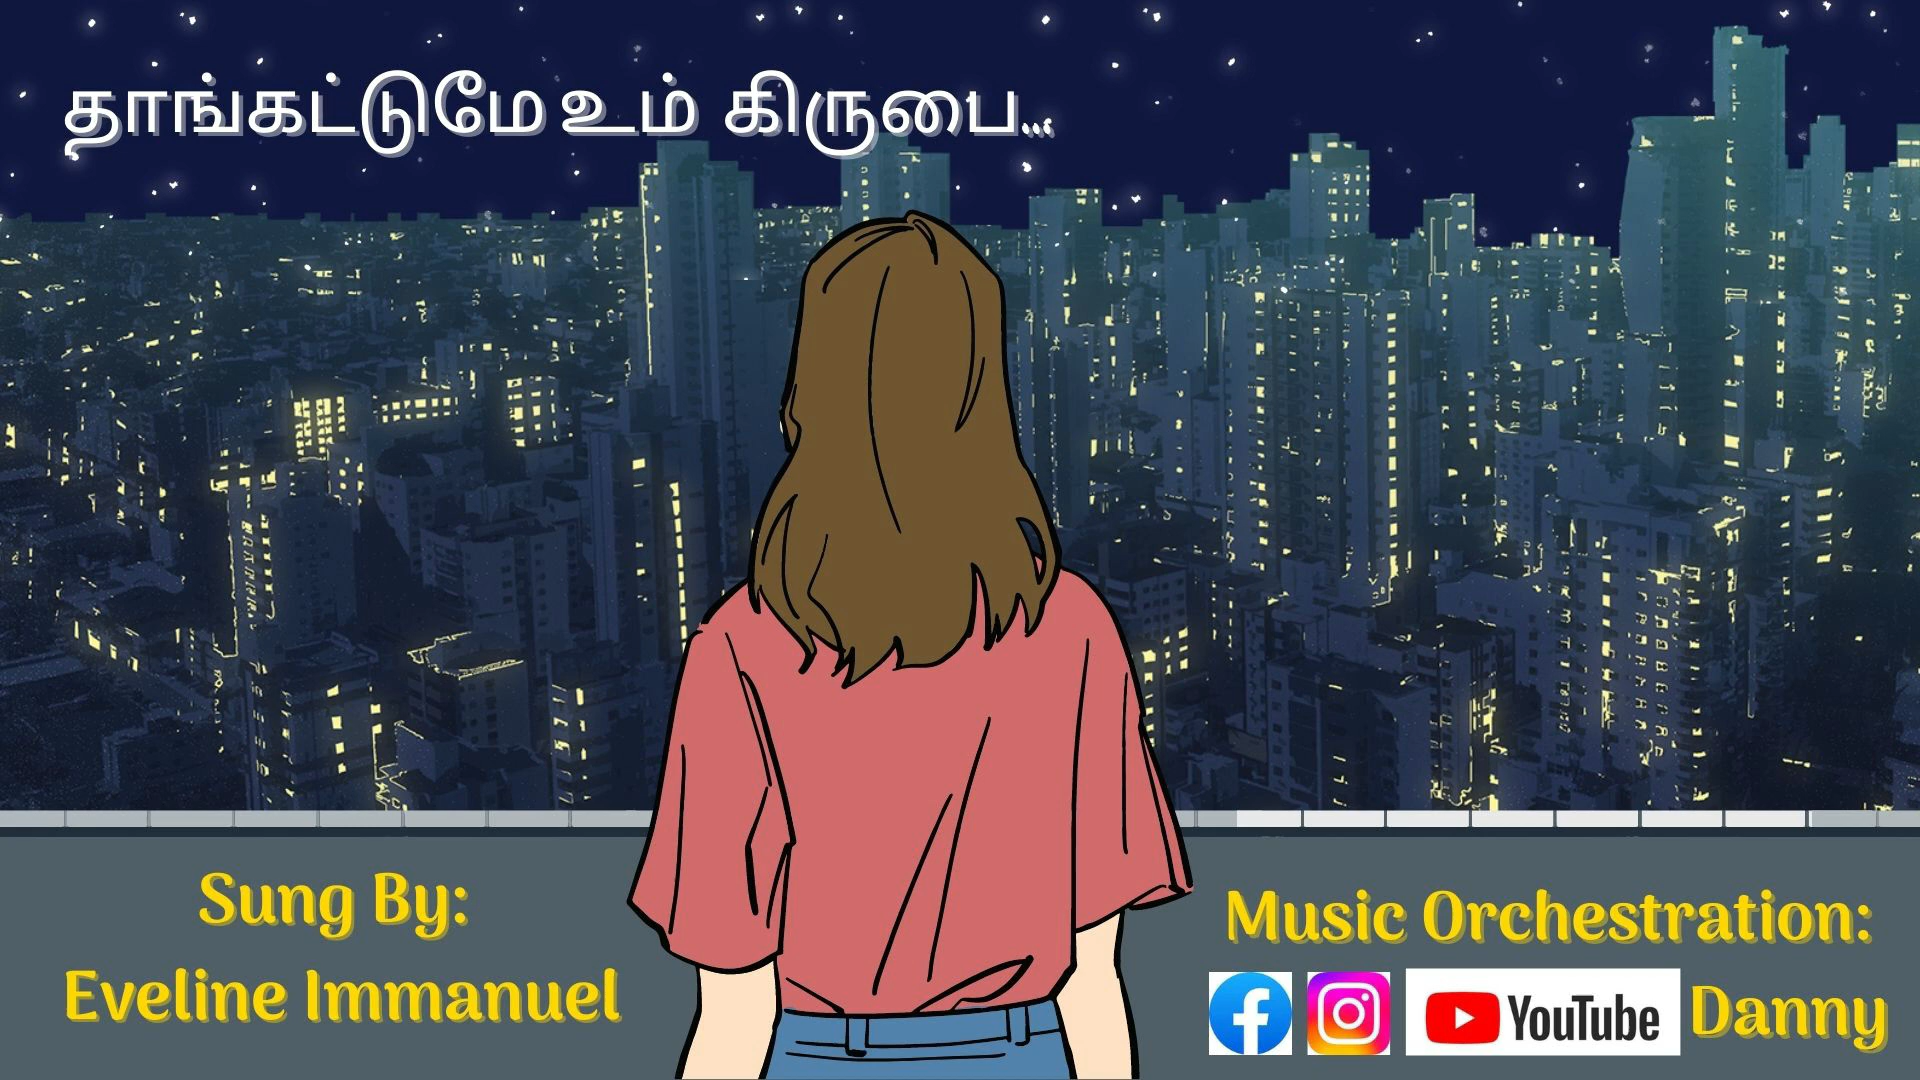 தாங்கட்டுமே உம் கிருபை...
Sung By:
Eveline Immanuel
Music Orchestration:
YouTube Danny